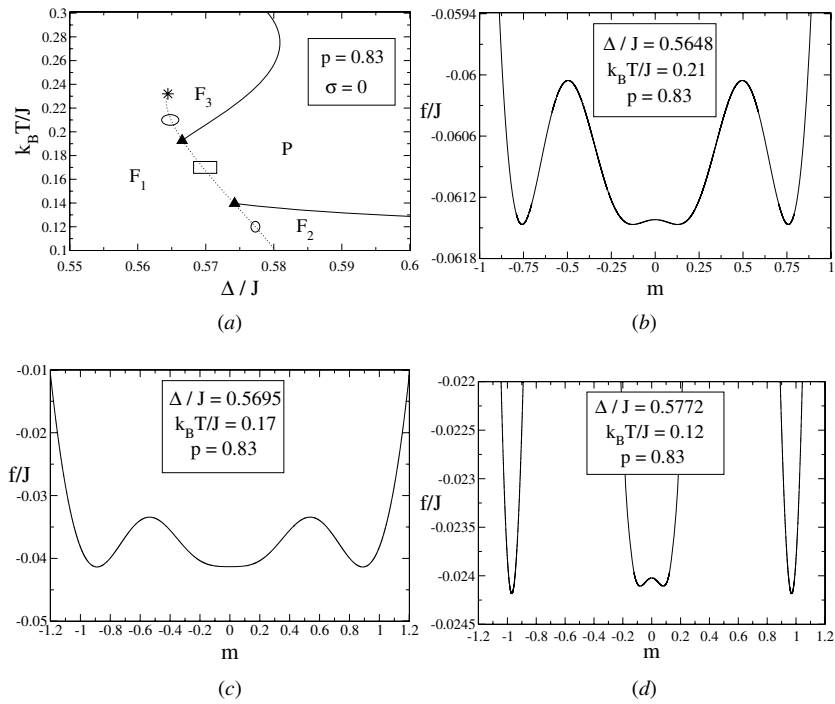 0.3
0.28
0.26
0.24
0.22
0.2
0.18
0.16
0.14
0.12
0.1
k_BT/J
p = 0.83
σ = 0
F_3
F_1
P
F_2
0.55 0.56 0.57 0.58 0.59 0.6
Δ / J
(a)
-0.0594
-0.06
-0.0606
-0.0612
-0.0618
f/J
Δ / J = 0.5648
k_BT/J = 0.21
p = 0.83
-1 -0.75 -0.5 -0.25 0 0.25 0.5 0.75 1
m
(b)
-0.01
-0.02
-0.03
-0.04
-0.05
f/J
Δ / J = 0.5695
k_BT/J = 0.17
p = 0.83
-1.2 -1 -0.8 -0.6 -0.4 -0.2 0 0.2 0.4 0.6 0.8 1 1.2
m
(c)
-0.022
-0.0225
-0.023
-0.0235
-0.024
-0.0245
f/J
Δ / J = 0.5772
k_BT/J = 0.12
p = 0.83
-1.2 -1 -0.8 -0.6 -0.4 -0.2 0 0.2 0.4 0.6 0.8 1 1.2
m
(d)